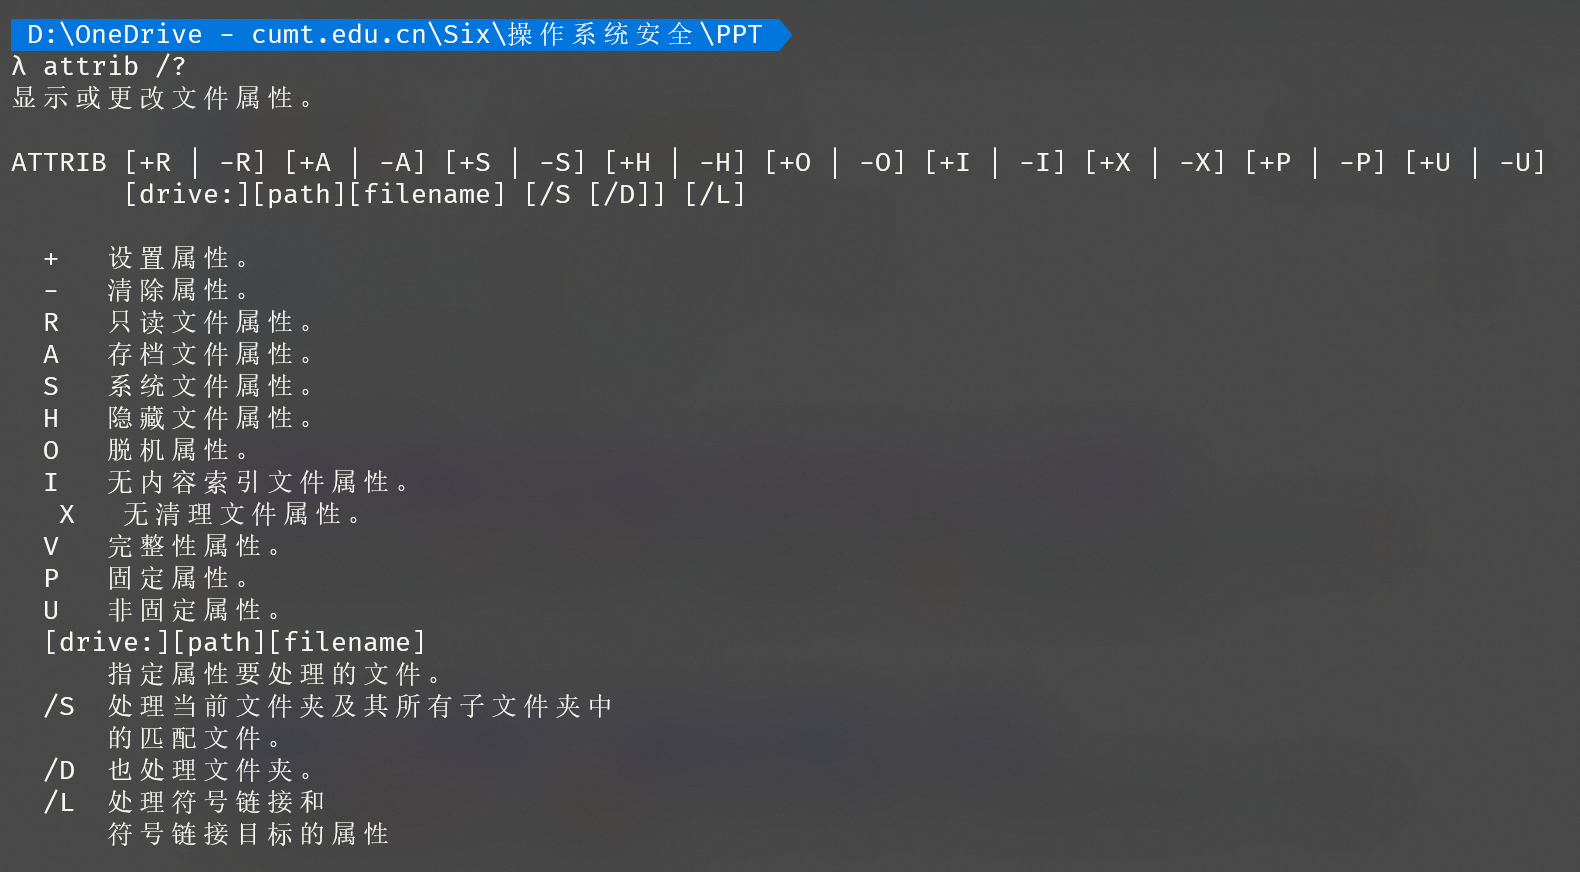 D:\OneDrive - cumt.edu.cn\Six\操作系统安全\PPT
λ attrib /?
显示或更改文件属性。
ATTRIB [+R | -R] [+A | -A] [+S | -S] [+H | -H] [+O | -O] [+I | -I] [+X | -X] [+P | -P] [+U | -U]
[drive:][path][filename] [/S [/D]] [/L]
+ 设置属性。
- 清除属性。
R 只读文件属性。
A 存档文件属性。
S 系统文件属性。
H 隐藏文件属性。
O 脱机属性。
I 无内容索引文件属性。
X 无清理文件属性。
V 完整性属性。
P 固定属性。
U 非固定属性。
[drive:][path][filename]
指定属性要处理的文件。
/S 处理当前文件夹及其所有子文件夹中
的匹配文件。
/D 也处理文件夹。
/L 处理符号链接和
符号链接目标的属性